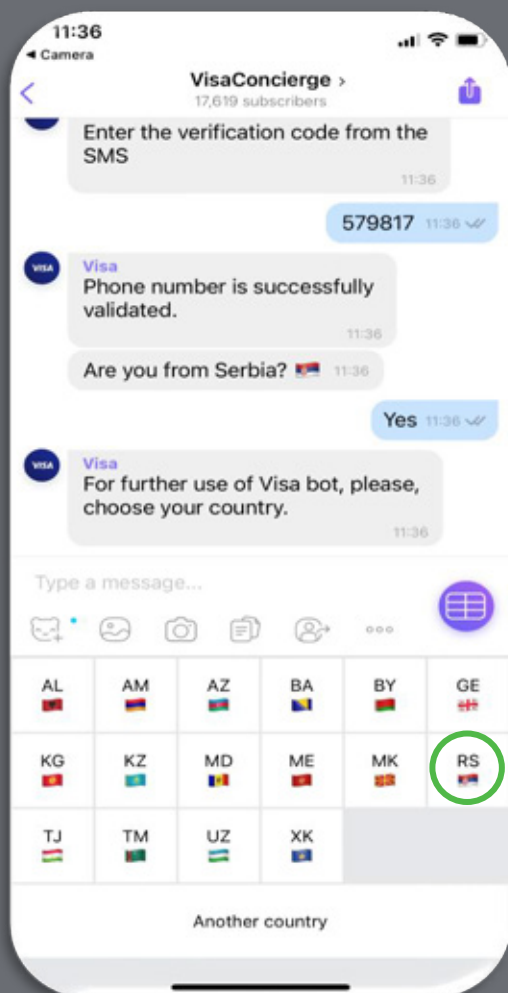 11:36
Camera
VisaConcierge
17,619 subscribers
Enter the verification code from the
SMS
11:36
579817 11:36
VISA
Visa
Phone number is successfully
validated.
11:36
Are you from Serbia? 11:36
Yes 11:36
VISA
Visa
For further use of Visa bot, please,
choose your country.
11:36
Type a message...
AL AM AZ BA BY GE
KG KZ MD ME MK RS
TJ TM UZ XK
Another country